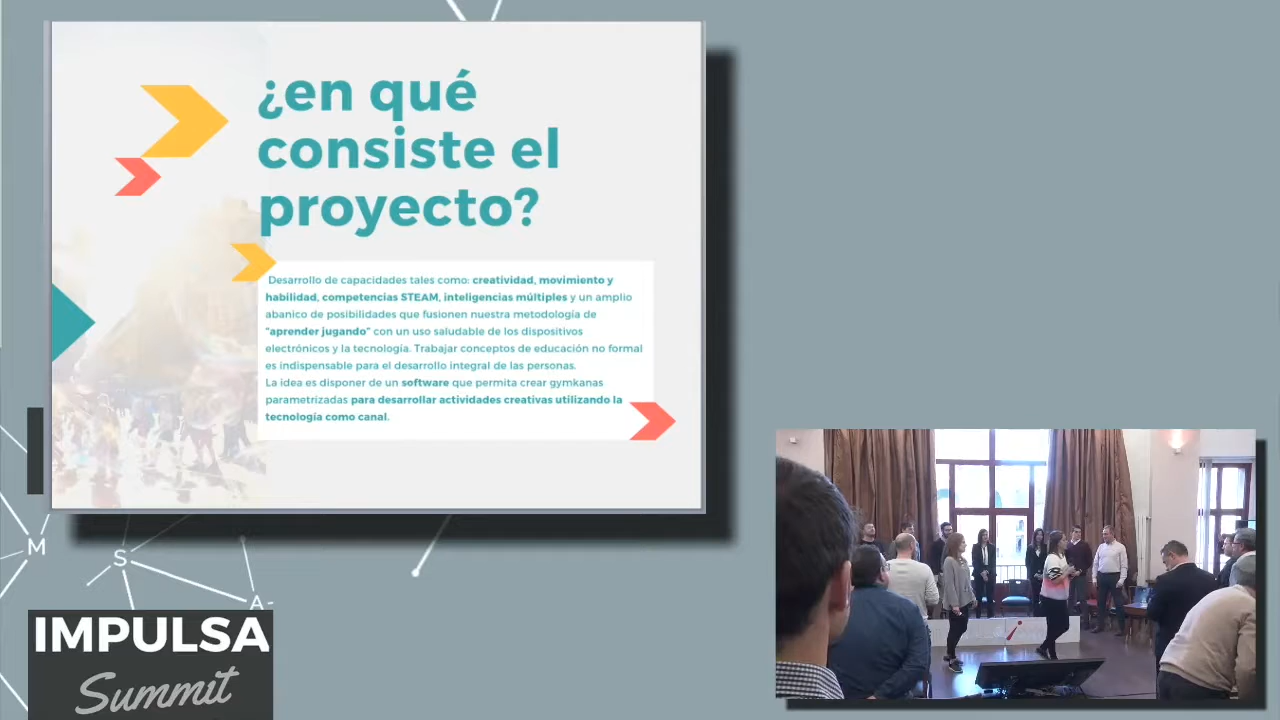 ¿en qué
consiste el
proyecto?
Desarrollo de capacidades tales como: creatividad, movimiento y
habilidad, competencias STEAM, inteligencias múltiples y un amplio
abanico de posibilidades que fusionen nuestra metodología de
"aprender jugando" con un uso saludable de los dispositivos
electrónicos y la tecnología. Trabajar conceptos de educación no formal
es indispensable para el desarrollo integral de las personas.
La idea es disponer de un software que permita crear gymkanas
parametrizadas para desarrollar actividades creativas utilizando la
tecnología como canal.
M
S
A
IMPULSA
Summit